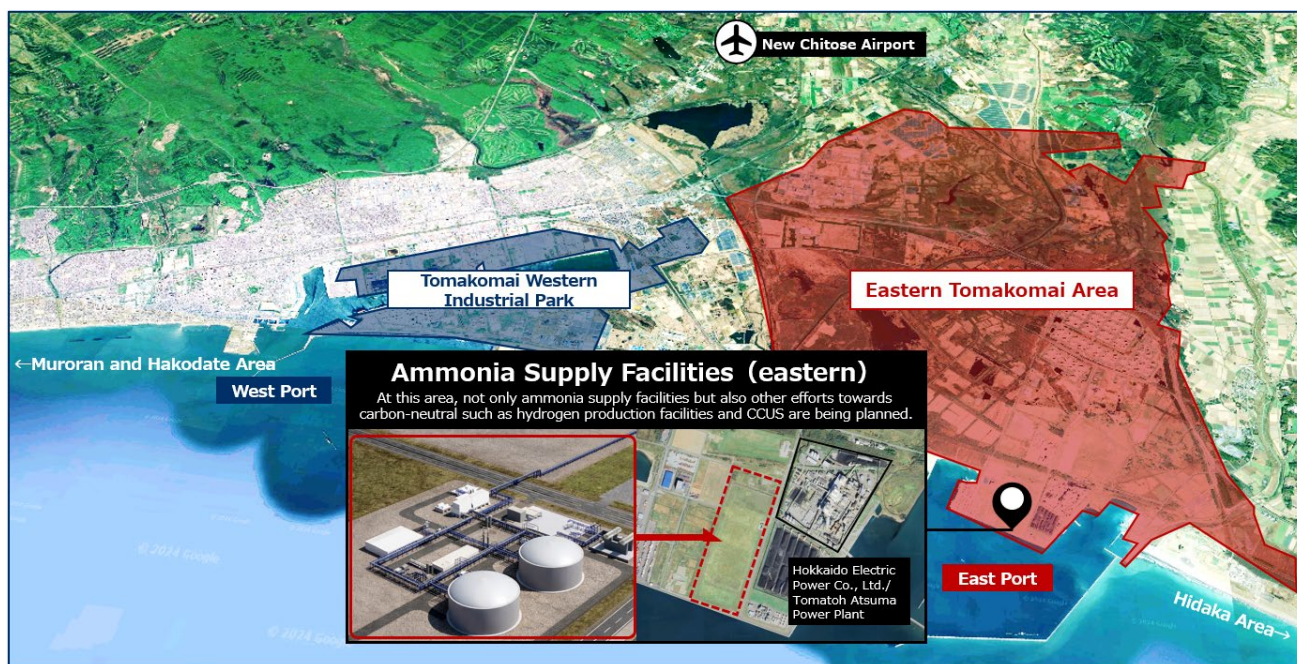 New Chitose Airport
Tomakomai Western
Industrial Park
Eastern Tomakomai Area
←Muroran and Hakodate Area
West Port
Ammonia Supply Facilities（eastern）
At this area, not only ammonia supply facilities but also other efforts towards
carbon-neutral such as hydrogen production facilities and CCUS are being planned.
Hokkaido Electric
Power Co., Ltd./
Tomatoh Atsuma
Power Plant
East Port
Hidaka Area→
© 2024 Google
© 2024 Google